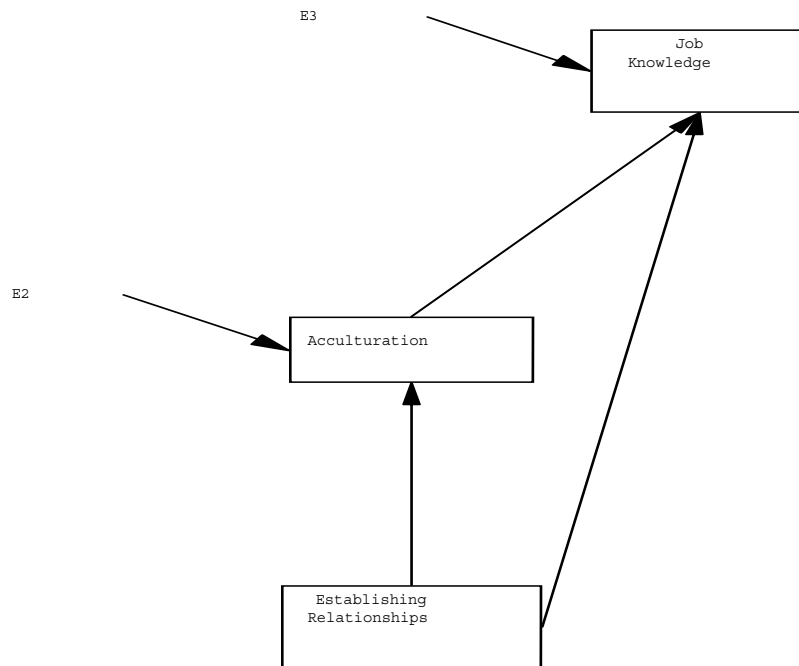 E3
Job
Knowledge
E2
Acculturation
Establishing
Relationships